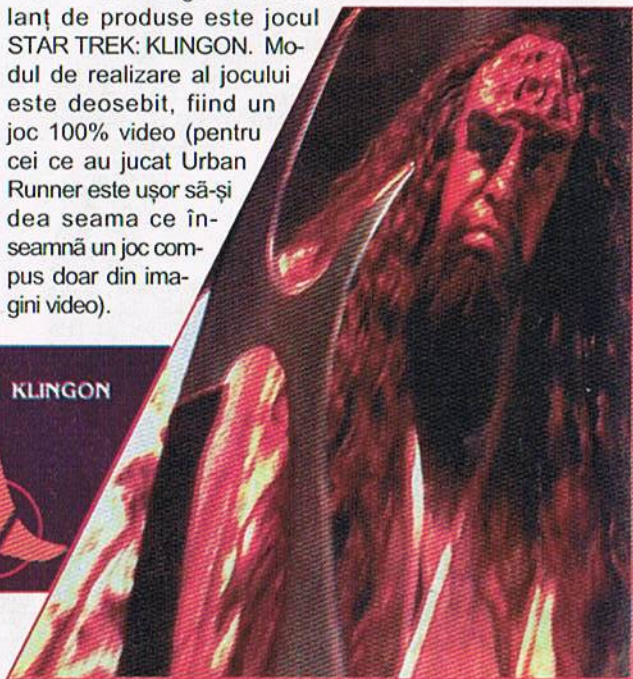 lanț de produse este jocul
STAR TREK: KLINGON. Mo-
dul de realizare al jocului
este deosebit, fiind un
joc 100% video (pentru
cei ce au jucat Urban
Runner este ușor sã-și
dea seama ce în-
seamnã un joc com-
pus doar din ima-
gini video).
KLINGON